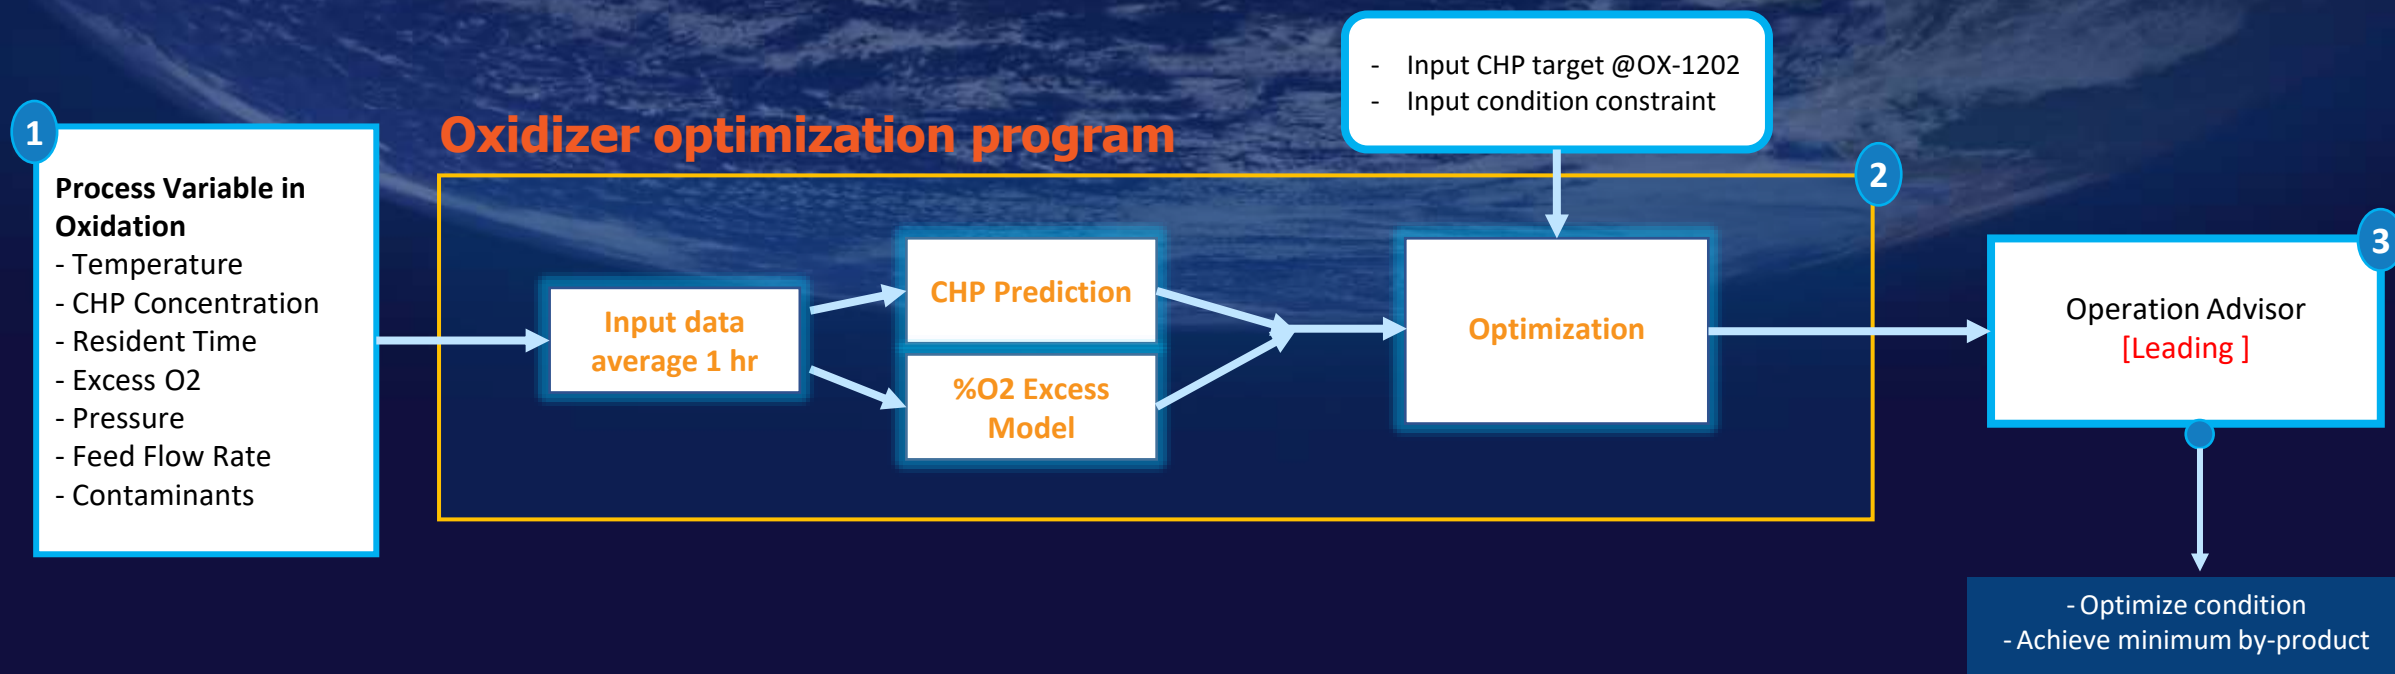 1
Process Variable in
Oxidation
- Temperature
- CHP Concentration
- Resident Time
- Excess O2
- Pressure
- Feed Flow Rate
- Contaminants
Oxidizer optimization program
- Input CHP target @OX-1202
- Input condition constraint
2
Input data
average 1 hr
CHP Prediction
%O2 Excess
Model
Optimization
3
Operation Advisor
[Leading ]
- Optimize condition
- Achieve minimum by-product